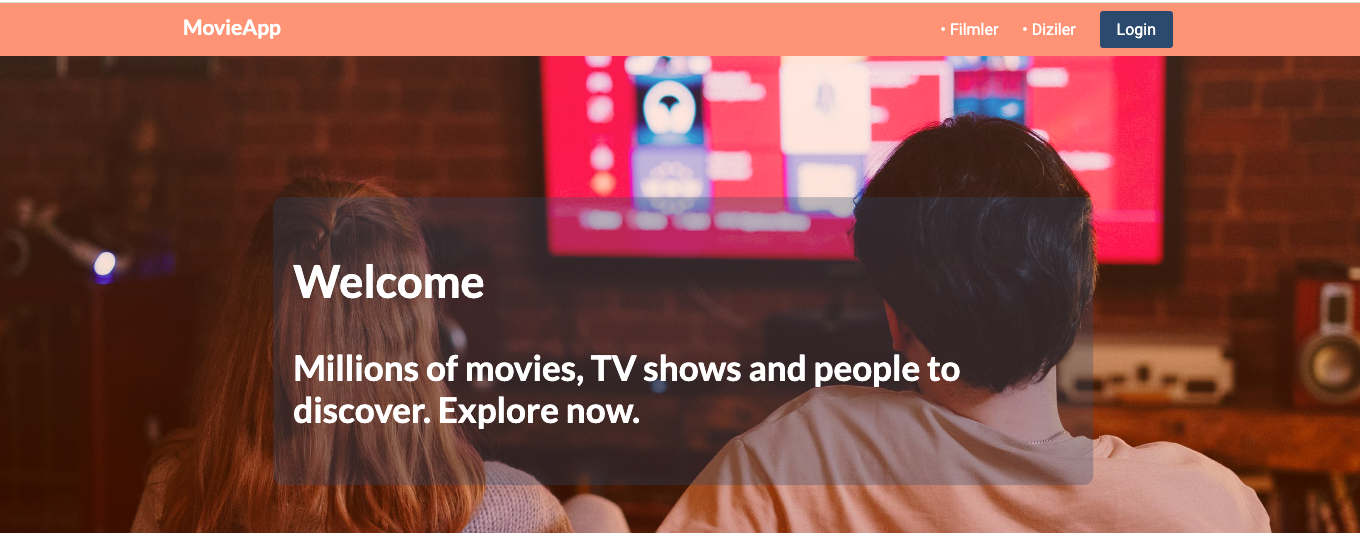 MovieApp
• Filmler • Diziler Login
Welcome
Millions of movies, TV shows and people to
discover. Explore now.